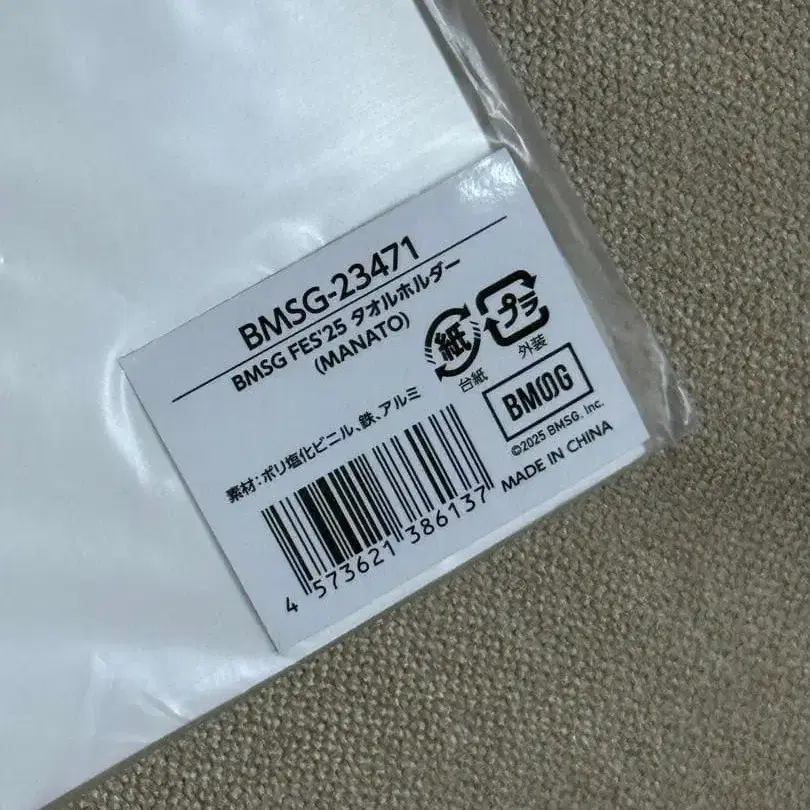 BMSG-23471
BMSG FES'25 タオルホルダー
(MANATO)
紙
プラ
台紙
外装
素材:ポリ塩化ビニル、鉄、アルミ
BMSG
©2025 BMSG, Inc.
MADE IN CHINA
4 573621 386137